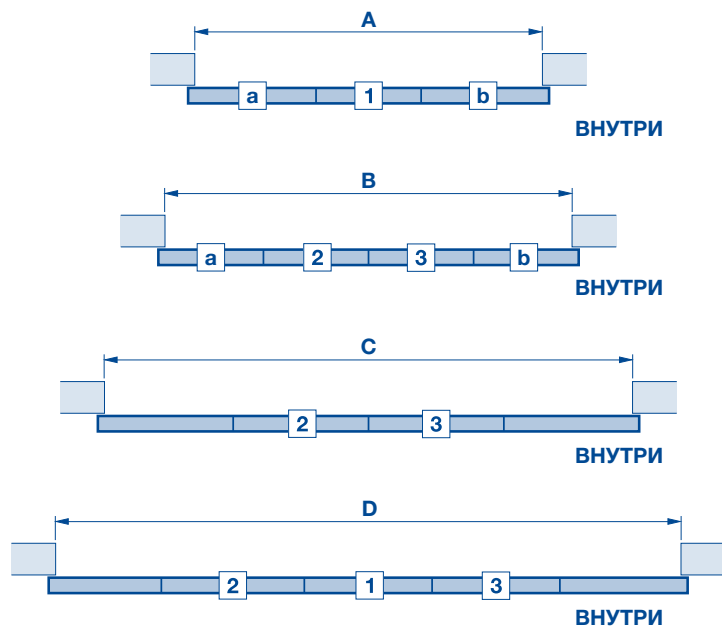 A
a 1 b
ВНУТРИ
B
a 2 3 b
ВНУТРИ
C
2 3
ВНУТРИ
D
2 1 3
ВНУТРИ